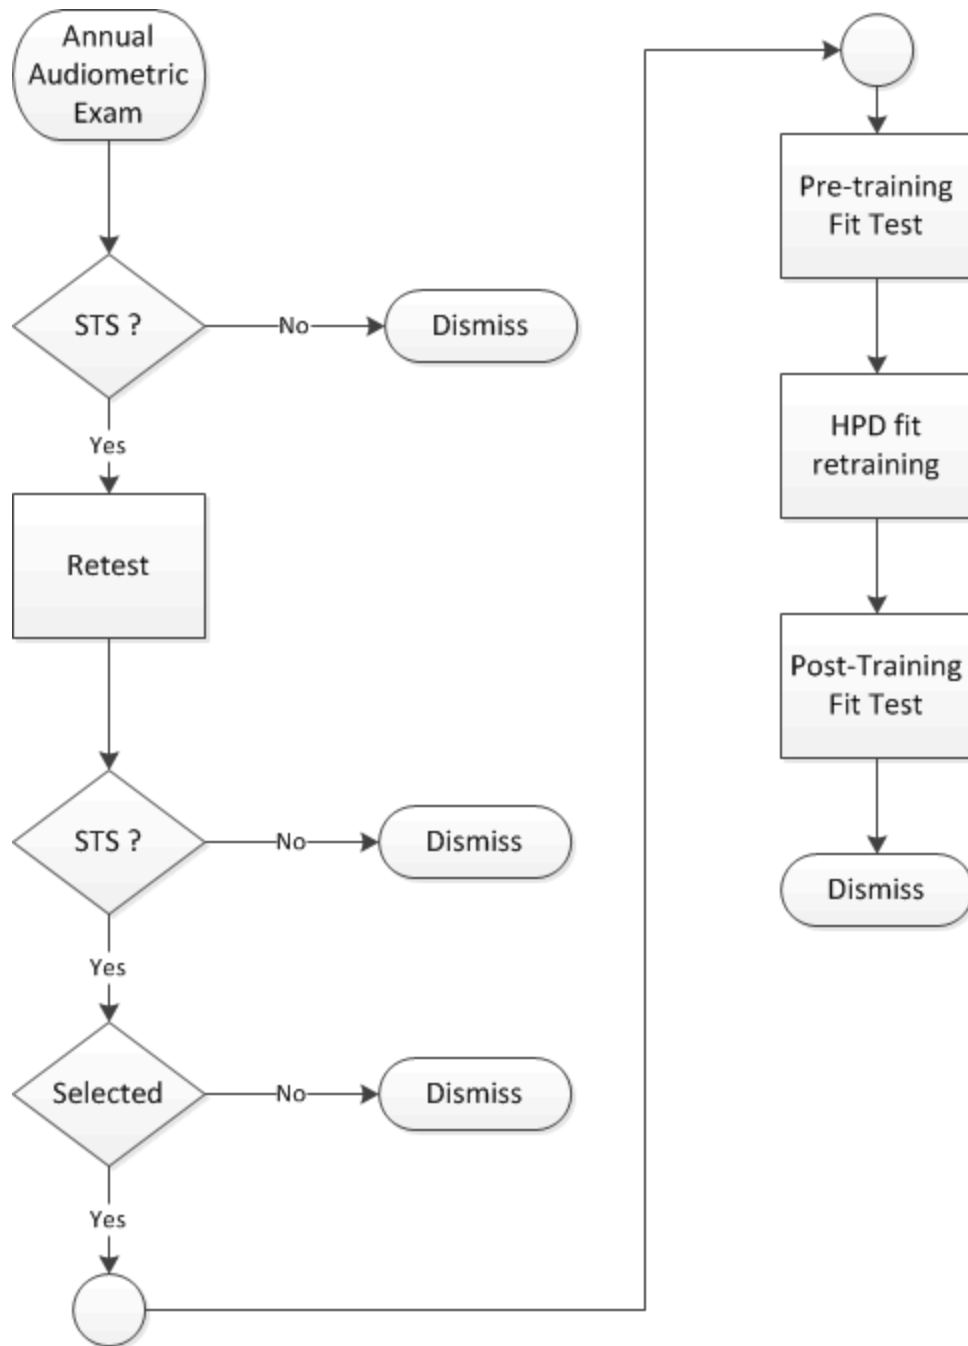 Annual
Audiometric
Exam
STS ?
No
Dismiss
Yes
Retest
STS ?
No
Dismiss
Yes
Selected
No
Dismiss
Yes
Pre-training
Fit Test
HPD fit
retraining
Post-Training
Fit Test
Dismiss